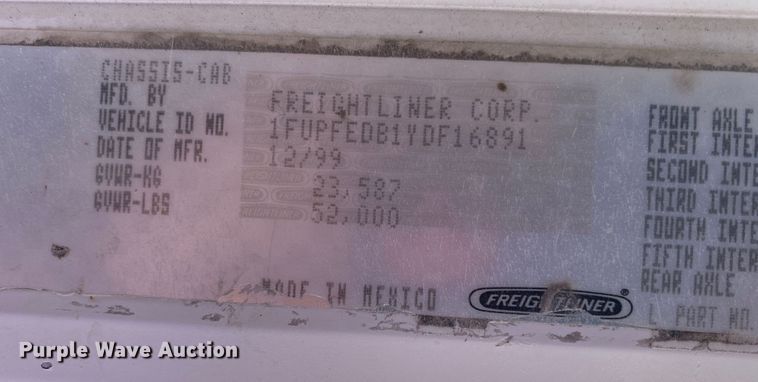 CHASSIS-CAB
MFD. BY FREIGHTLINER CORP.
VEHICLE ID NO. 1FVPFEDB1YDF16891
DATE OF MFR. 12/99
GVWR-KG 23,587
GVWR-LBS 52,000
FRONT AXLE
FIRST INTER
SECOND INTE
THIRD INTER
FOURTH INTE
FIFTH INTER
REAR AXLE
MADE IN MEXICO
FREIGHTLINER®
L PART NO.
Purple Wave Auction